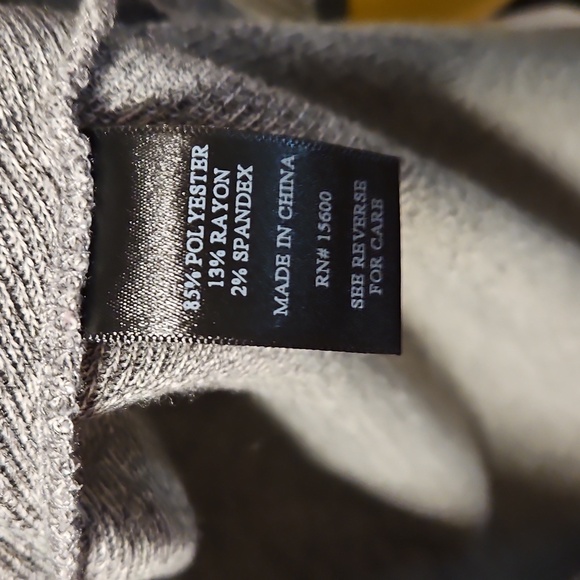 85% POLYESTER
13% RAYON
2% SPANDEX
MADE IN CHINA
RN# 15600
SEE REVERSE
FOR CARE